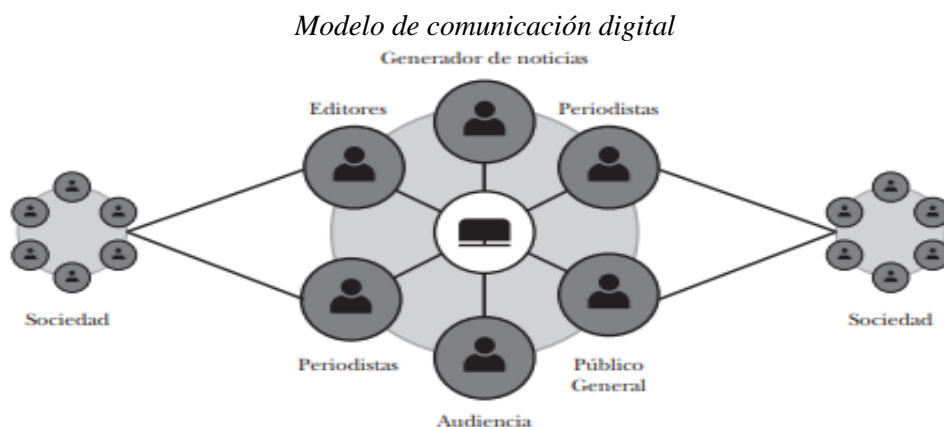 Modelo de comunicación digital
Generador de noticias
Editores
Periodistas
Sociedad
Sociedad
Periodistas
Público
General
Audiencia